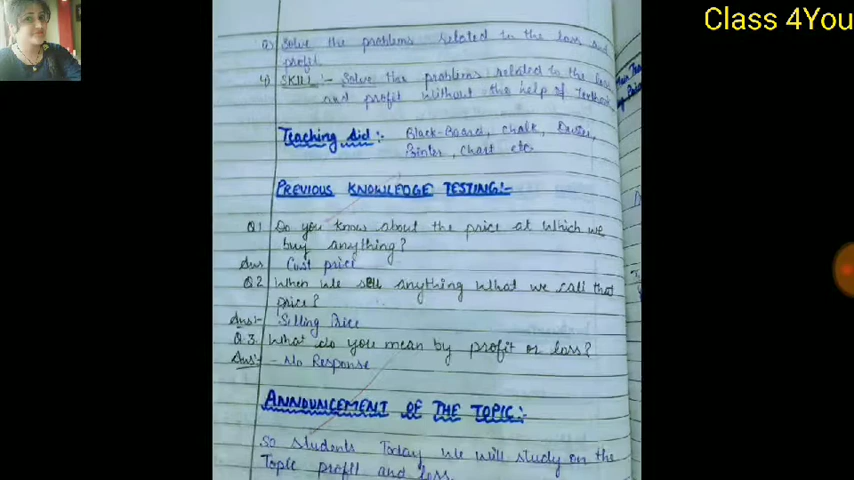 Class 4You
a) Solve the problems related to the loss and
profit
4) SKILL :- Solve the problems related to the loss
and profit without the help of
Teaching Aid :- Black-Board, Chalk, Duster,
Pointer, Chart etc.
PREVIOUS KNOWLEDGE TESTING:-
Q1 Do you know about the price at which we
buy anything?
Ans Cost price
Q2 When we sell anything what we call that
price?
Ans:- Selling Price
Q.3. What do you mean by profit or loss?
Ans:- - No Response
ANNOUNCEMENT OF THE TOPIC:-
So Students Today we will study on the
Topic profit and loss.